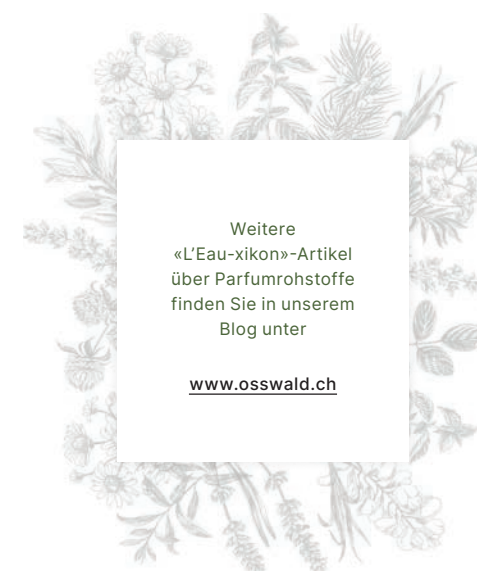 Weitere
«L’Eau-xikon»-Artikel
über Parfumrohstoffe
finden Sie in unserem
Blog unter
www.osswald.ch